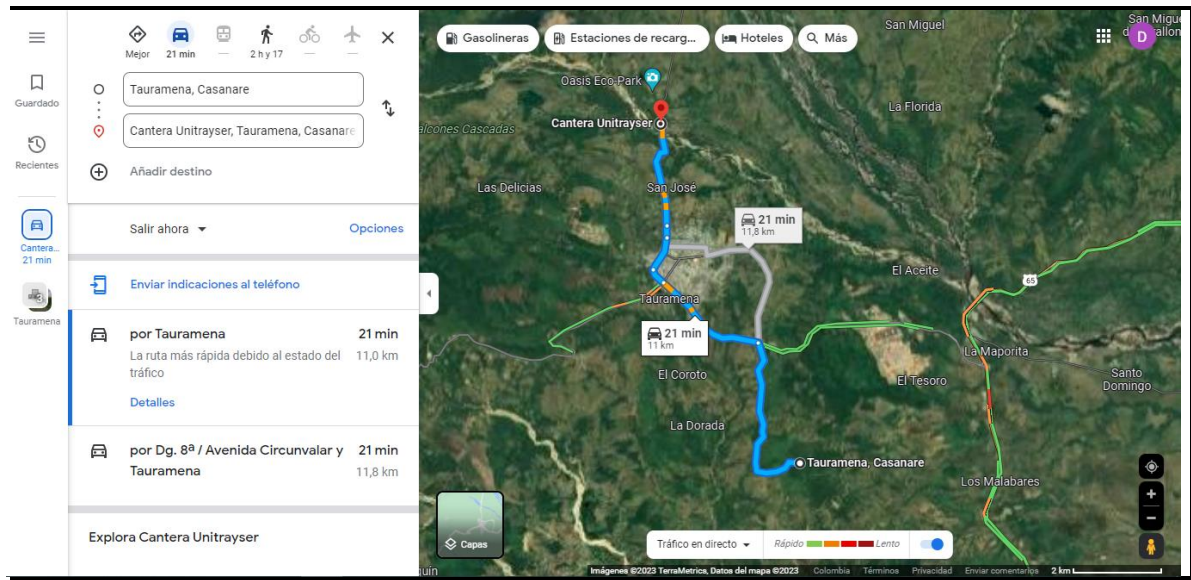 Guardado
Recientes
Cantera...
21 min
Tauramena
Mejor
21 min
2 h y 17
Tauramena, Casanare
Cantera Unitrayser, Tauramena, Casanare
Añadir destino
Salir ahora
Opciones
Enviar indicaciones al teléfono
por Tauramena
21 min
La ruta más rápida debido al estado del
11,0 km
tráfico
Detalles
por Dg. 8ª / Avenida Circunvalar y
21 min
Tauramena
11,8 km
Explora Cantera Unitrayser
Gasolineras
Estaciones de recarg...
Hoteles
Más
San Miguel
D
Oasis Eco-Park
La Florida
Cantera Unitrayser
Cascadas
Las Delicias
San José
21 min
11,8 km
El Aceite
65
Tauramena
21 min
11 km
La Maporita
El Coroto
El Tesoro
Santo
Domingo
La Dorada
Tauramena, Casanare
Los Malabares
Capas
Tráfico en directo
Rápido
Lento
Imágenes ©2023 TerraMetrics, Datos del mapa ©2023
Colombia
Términos
Privacidad
Enviar comentarios
2 km